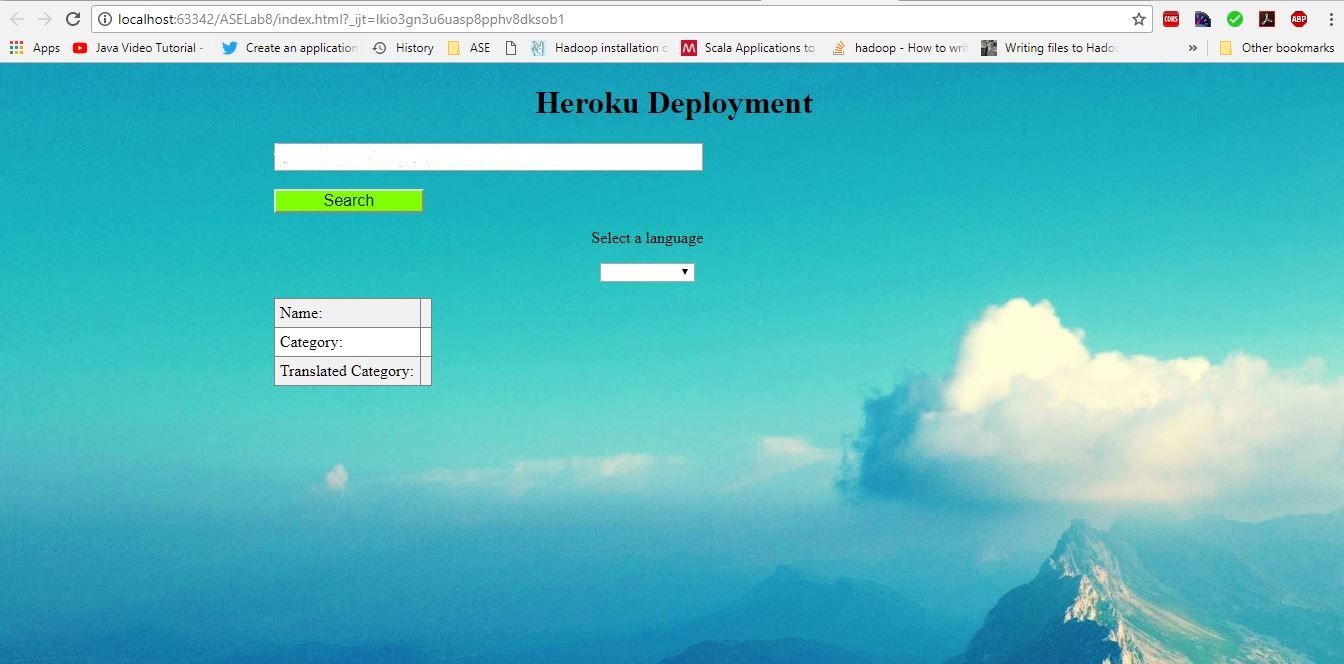 localhost:63342/ASELab8/index.html?_ijt=lkio3gn3u6uasp8pphv8dksob1
CORS
ABP
Apps Java Video Tutorial - Create an application History ASE Hadoop installation Scala Applications to hadoop - How to wri Writing files to Hado » Other bookmarks
Heroku Deployment
Search
Select a language
Name:
Category:
Translated Category: